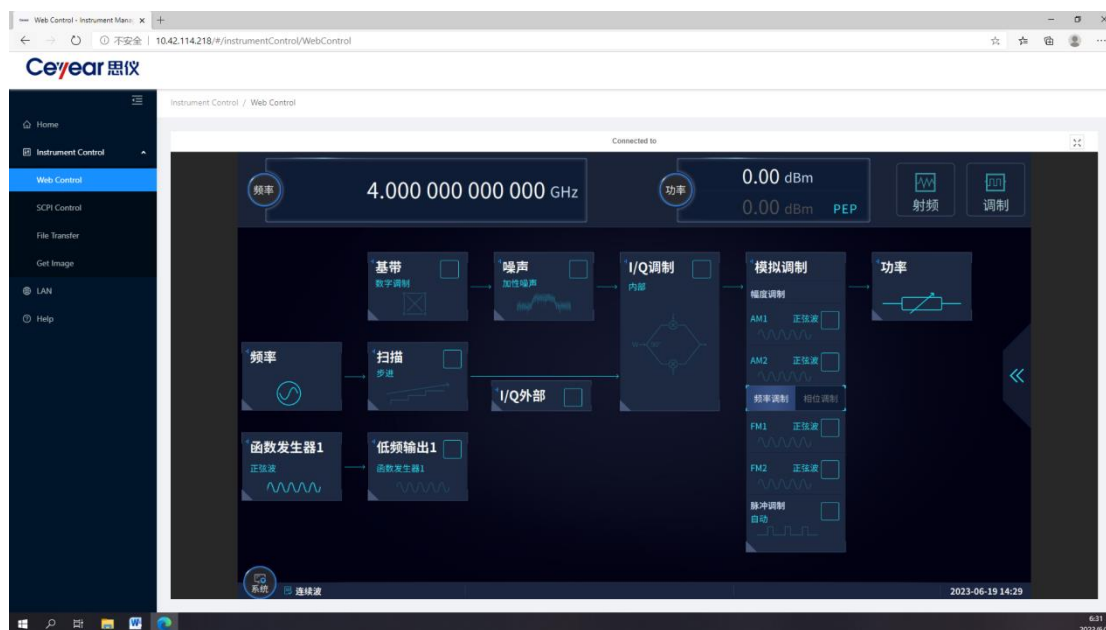 Web Control - Instrument Mana
不安全 | 10.42.114.218/#/instrumentControl/WebControl
Ceyear 思仪
Instrument Control / Web Control
Home
Instrument Control
Web Control
SCPI Control
File Transfer
Get Image
LAN
Help
Connected to
频率
4.000 000 000 000 GHz
功率
0.00 dBm
0.00 dBm PEP
射频
调制
基带
数字调制
噪声
加性噪声
I/Q调制
内部
模拟调制
幅度调制
AM1 正弦波
AM2 正弦波
频率调制 相位调制
FM1 正弦波
FM2 正弦波
脉冲调制
自动
功率
频率
扫描
步进
I/Q外部
函数发生器1
正弦波
低频输出1
函数发生器1
系统
连续波
2023-06-19 14:29
6:31